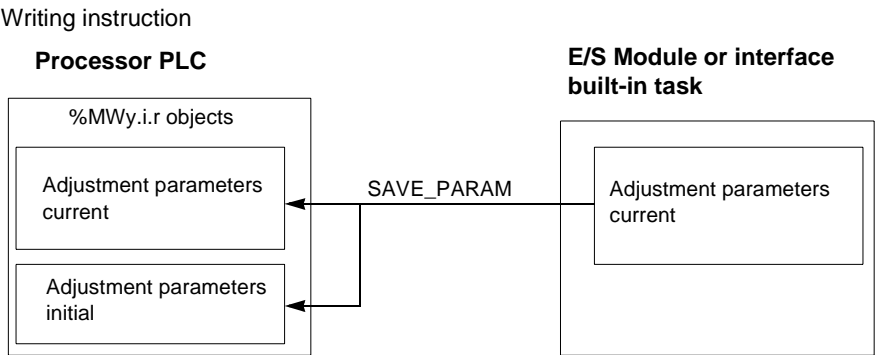 Writing instruction
Processor PLC
E/S Module or interface
built-in task
%MWy.i.r objects
Adjustment parameters
current
SAVE_PARAM
Adjustment parameters
current
Adjustment parameters
initial